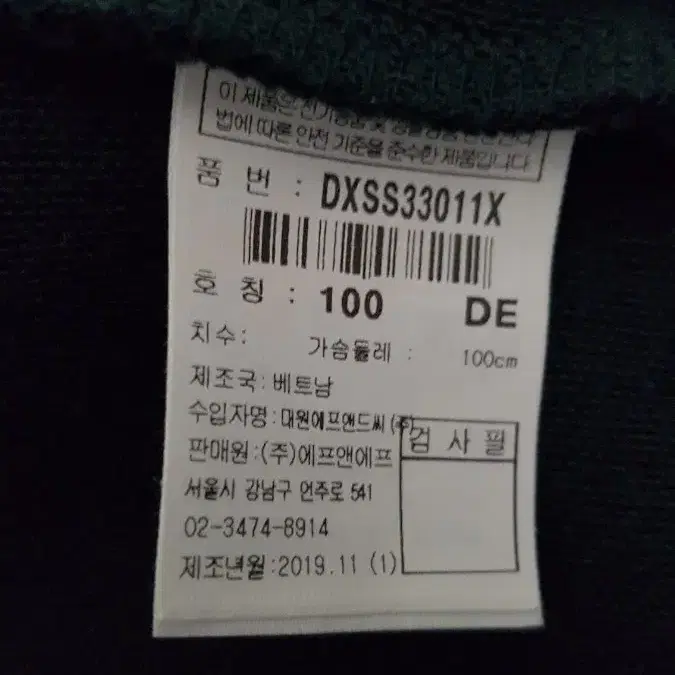 이 제품은 전기용품 및 생활용품 안전관리
법에 따른 안전 기준을 준수한 제품입니다
품 번 : DXSS33011X
호 칭 : 100 DE
치수: 가슴둘레 : 100cm
제조국: 베트남
수입자명: 대원에프앤드씨(주)
판매원:(주)에프앤에프
검 사 필
서울시 강남구 언주로 541
02-3474-8914
제조년월:2019.11 (1)